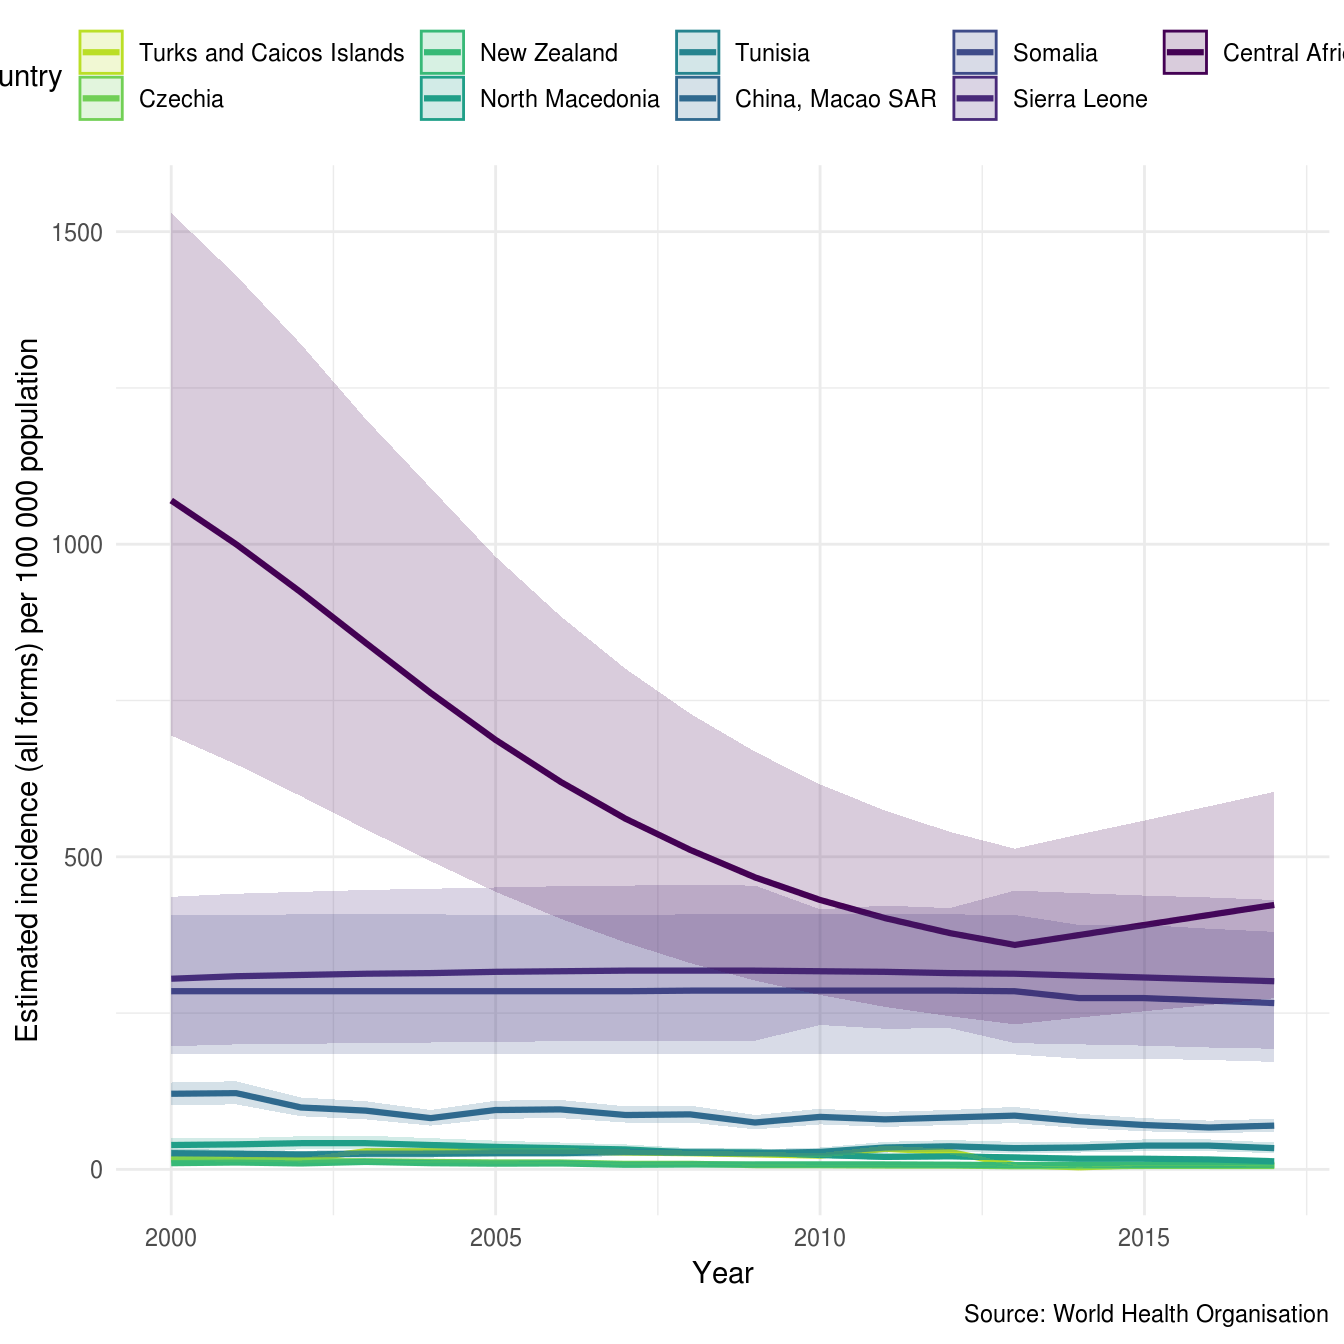 Turks and Caicos Islands New Zealand Tunisia Somalia Central Afri
untry
Czechia North Macedonia China, Macao SAR Sierra Leone
Estimated incidence (all forms) per 100 000 population
1500
1000
500
0
2000 2005 2010 2015
Year
Source: World Health Organisation